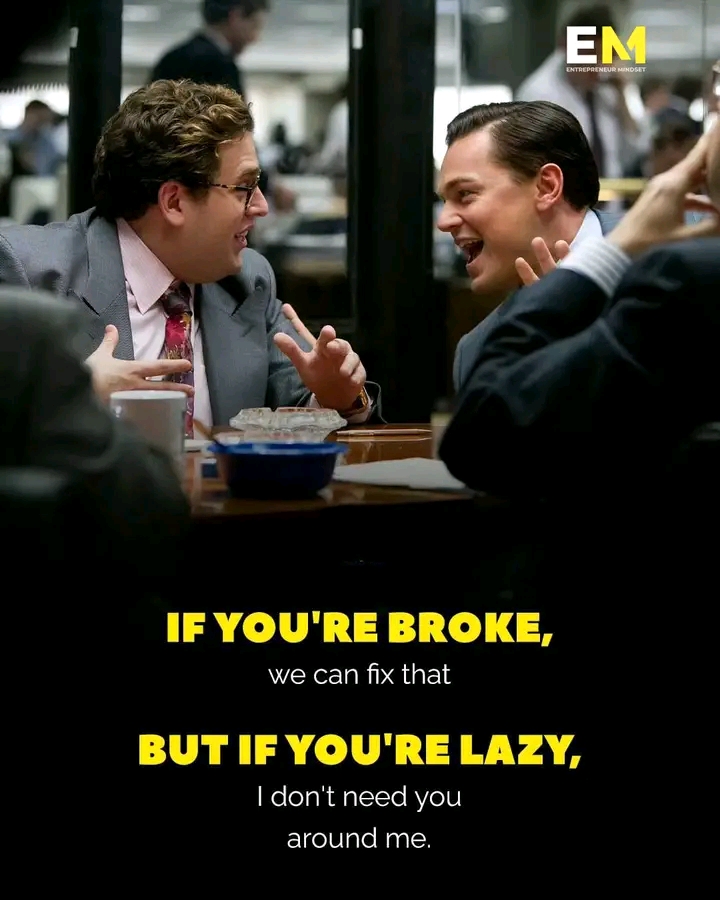 EM
ENTREPRENEUR MINDSET
IF YOU'RE BROKE,
we can fix that
BUT IF YOU'RE LAZY,
I don't need you
around me.